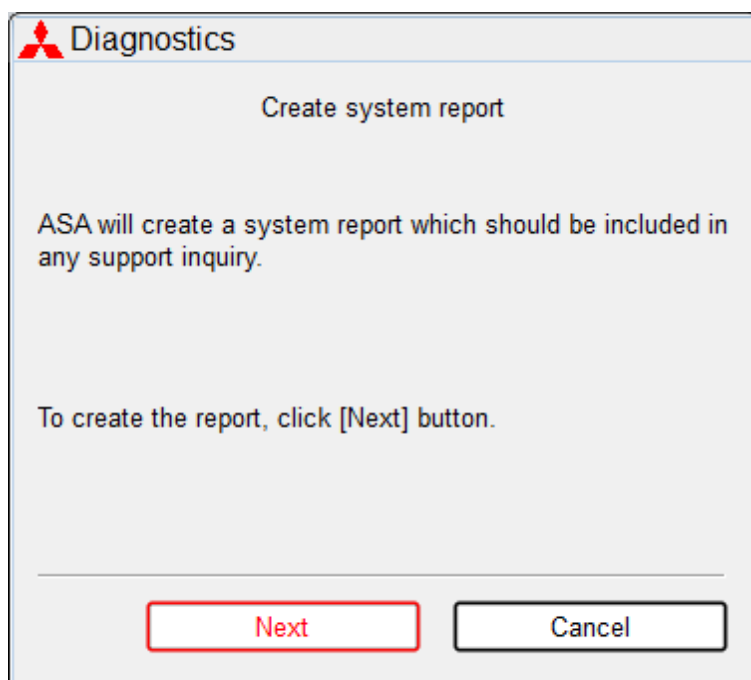 Diagnostics
Create system report
ASA will create a system report which should be included in
any support inquiry.
To create the report, click [Next] button.
Next
Cancel